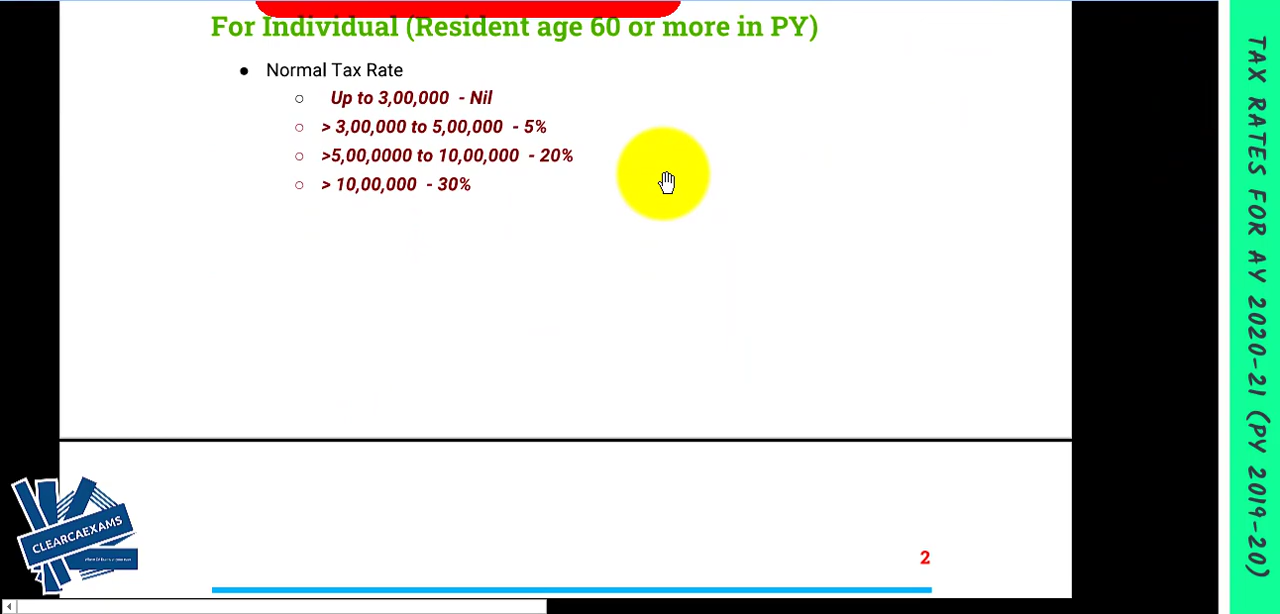 For Individual (Resident age 60 or more in PY)
● Normal Tax Rate
○ Up to 3,00,000 - Nil
○ > 3,00,000 to 5,00,000 - 5%
○ >5,00,0000 to 10,00,000 - 20%
○ > 10,00,000 - 30%
TAX RATES FOR AY 2020-21 (PY 2019-20)
CLEARCAEXAMS
2